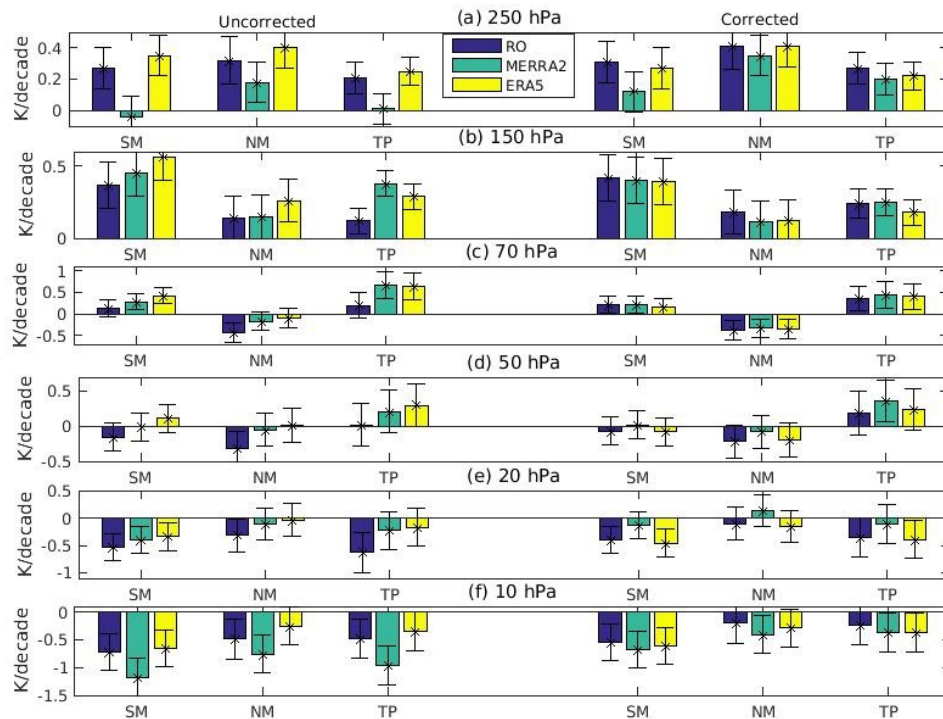 Uncorrected (a) 250 hPa Corrected
RO
MERRA2
ERA5
K/decade
0.4
0.2
0
SM NM TP SM NM TP
(b) 150 hPa
K/decade
0.5
0
SM NM TP SM NM TP
(c) 70 hPa
K/decade
1
0.5
0
-0.5
SM NM TP SM NM TP
(d) 50 hPa
K/decade
0.5
0
-0.5
SM NM TP SM NM TP
(e) 20 hPa
K/decade
0.5
0
-0.5
-1
SM NM TP SM NM TP
(f) 10 hPa
K/decade
0
-0.5
-1
-1.5
SM NM TP SM NM TP